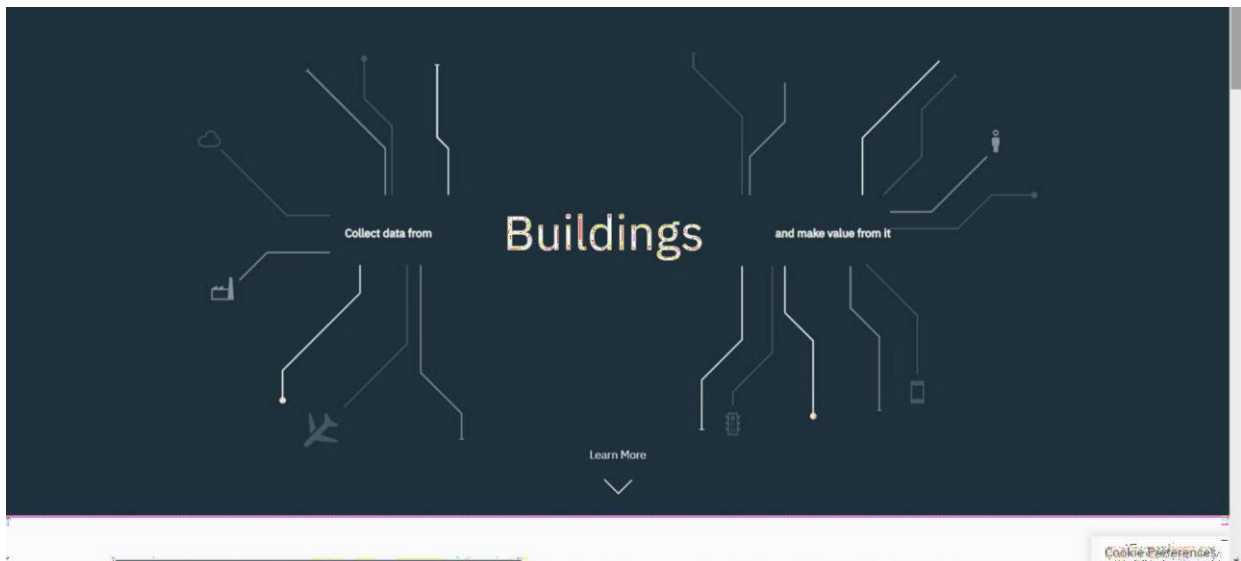 Collect data from Buildings and make value from it
Learn More
Cookie Preferences